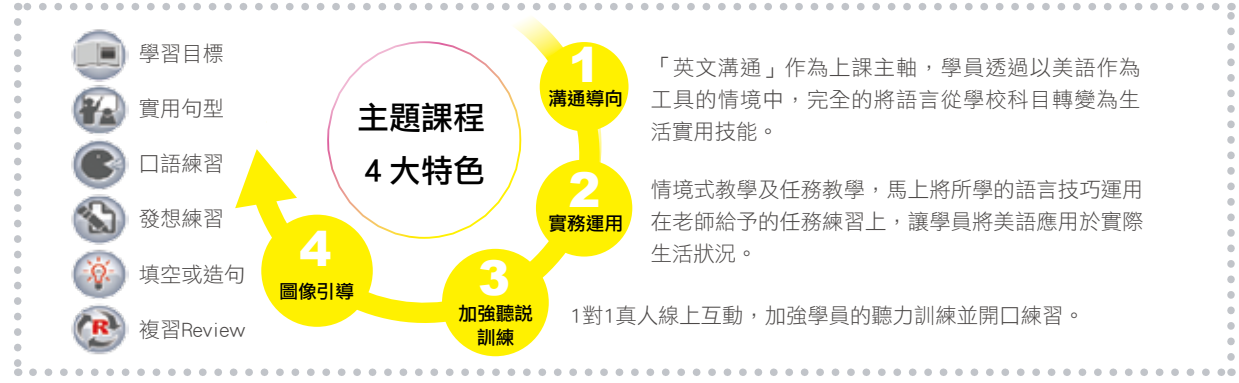 學習目標
實用句型
口語練習
發想練習
填空或造句
複習Review
主題課程
4大特色
1
溝通導向
「英文溝通」作為上課主軸，學員透過以美語作為
工具的情境中，完全的將語言從學校科目轉變為生
活實用技能。
2
實務運用
情境式教學及任務教學，馬上將所學的語言技巧運用
在老師給予的任務練習上，讓學員將美語應用於實際
生活狀況。
3
加強聽説
訓練
1對1真人線上互動，加強學員的聽力訓練並開口練習。
4
圖像引導
R